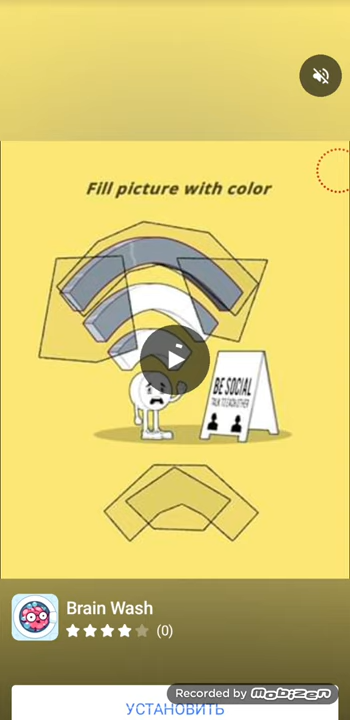 Fill picture with color
BE SOCIAL
TALK TO EACH OTHER
Brain Wash
(0)
Recorded by mobizen
УСТАНОВИТЬ